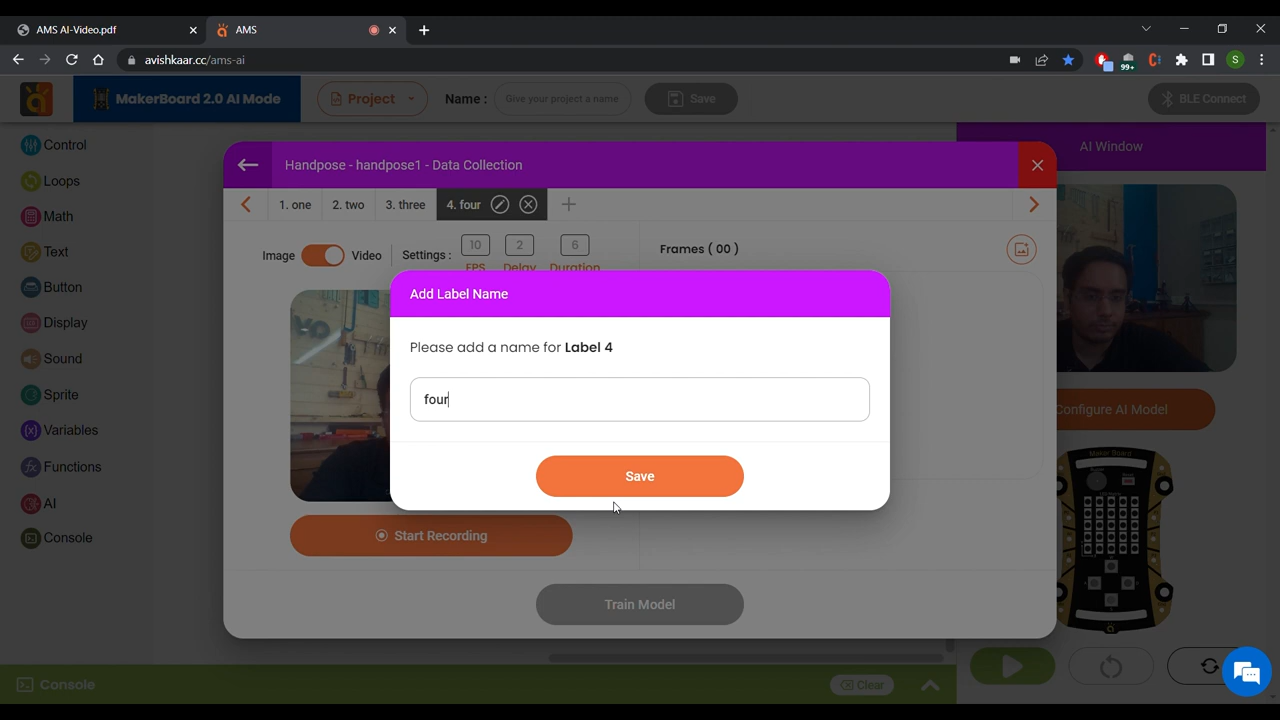 AMS AI-Video.pdf
AMS
avishkaar.cc/ams-ai
99+
S
MakerBoard 2.0 AI Mode
Project
Name :
Give your project a name
Save
BLE Connect
Control
Loops
Math
Text
Button
Display
Sound
Sprite
Variables
Functions
AI
Console
Handpose - handpose1 - Data Collection
1. one
2. two
3. three
4. four
Image
Video
Settings :
10
2
6
FPS
Delay
Duration
Frames ( 00 )
Add Label Name
Please add a name for Label 4
four
Save
Start Recording
Train Model
AI Window
Configure AI Model
Maker Board
Console
Clear